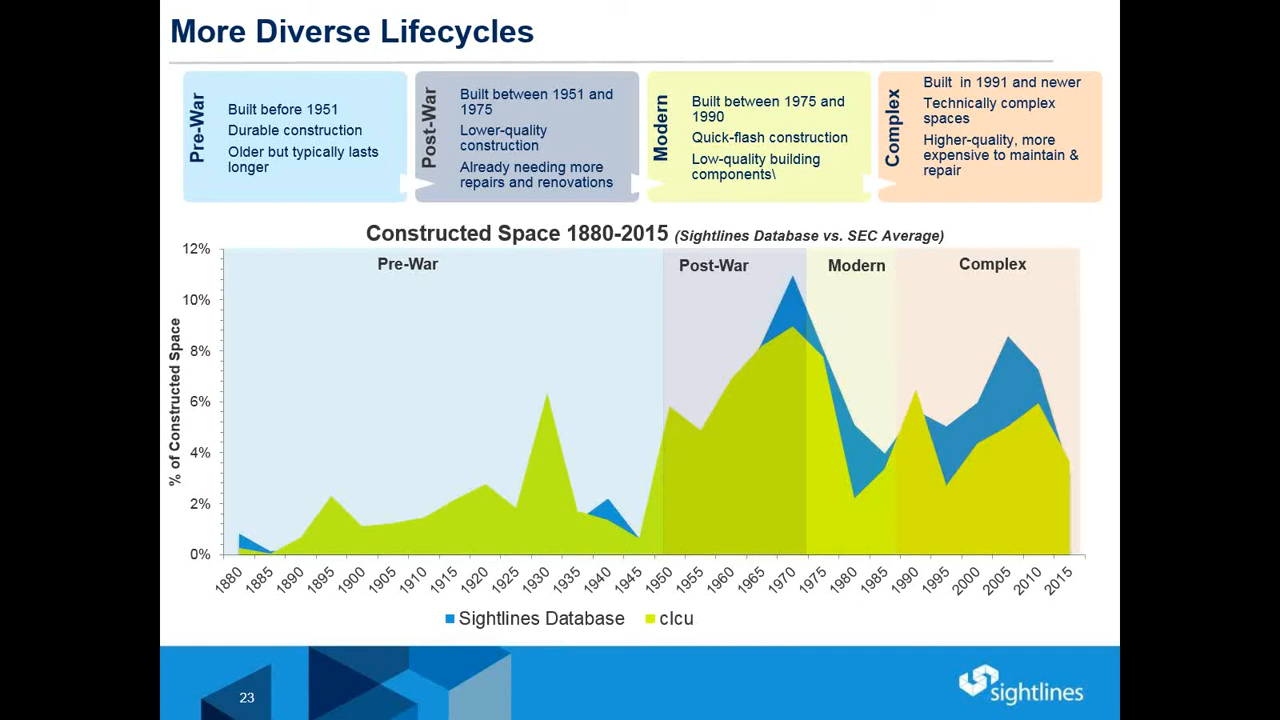 More Diverse Lifecycles
Pre-War
Built before 1951
Durable construction
Older but typically lasts
longer
Post-War
Built between 1951 and
1975
Lower-quality
construction
Already needing more
repairs and renovations
Modern
Built between 1975 and
1990
Quick-flash construction
Low-quality building
components\
Complex
Built in 1991 and newer
Technically complex
spaces
Higher-quality, more
expensive to maintain &
repair
Constructed Space 1880-2015 (Sightlines Database vs. SEC Average)
% of Constructed Space
12%
10%
8%
6%
4%
2%
0%
Pre-War
Post-War
Modern
Complex
1880 1885 1890 1895 1900 1905 1910 1915 1920 1925 1930 1935 1940 1945 1950 1955 1960 1965 1970 1975 1980 1985 1990 1995 2000 2005 2010 2015
Sightlines Database cIcu
23
sightlines